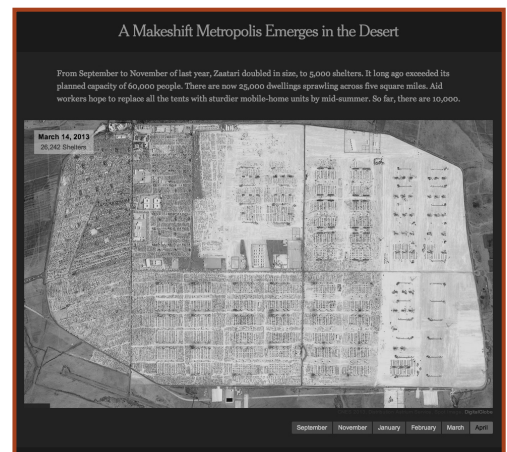 A Makeshift Metropolis Emerges in the Desert
From September to November of last year, Zaatari doubled in size, to 5,000 shelters. It long ago exceeded its
planned capacity of 60,000 people. There are now 25,000 dwellings sprawling across five square miles. Aid
workers hope to replace all the tents with sturdier mobile-home units by mid-summer. So far, there are 10,000.
March 14, 2013
26,242 Shelters
DigitalGlobe
September November January February March April